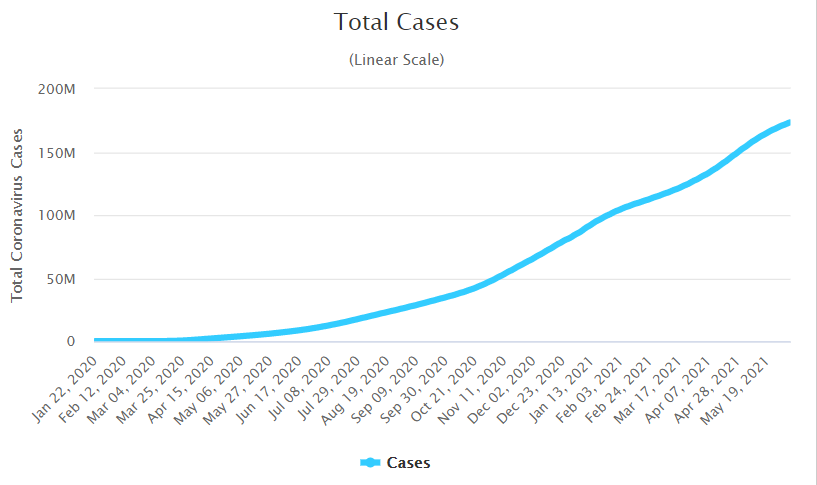 Total Cases
(Linear Scale)
Total Coronavirus Cases
200M
150M
100M
50M
0
Jan 22, 2020
Feb 12, 2020
Mar 04, 2020
Mar 25, 2020
Apr 15, 2020
May 06, 2020
May 27, 2020
Jun 17, 2020
Jul 08, 2020
Jul 29, 2020
Aug 19, 2020
Sep 09, 2020
Sep 30, 2020
Oct 21, 2020
Nov 11, 2020
Dec 02, 2020
Dec 23, 2020
Jan 13, 2021
Feb 03, 2021
Feb 24, 2021
Mar 17, 2021
Apr 07, 2021
Apr 28, 2021
May 19, 2021
Cases